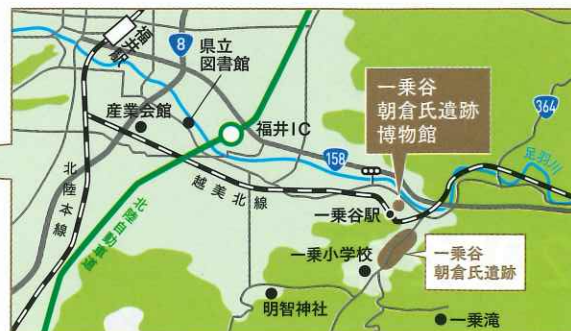 福井駅
8
県立
図書館
産業会館
福井IC
158
一乗谷
朝倉氏遺跡
博物館
364
足羽川
北陸本線
北陸自動車道
越美北線
一乗谷駅
一乗小学校
一乗谷
朝倉氏遺跡
明智神社
一乗滝